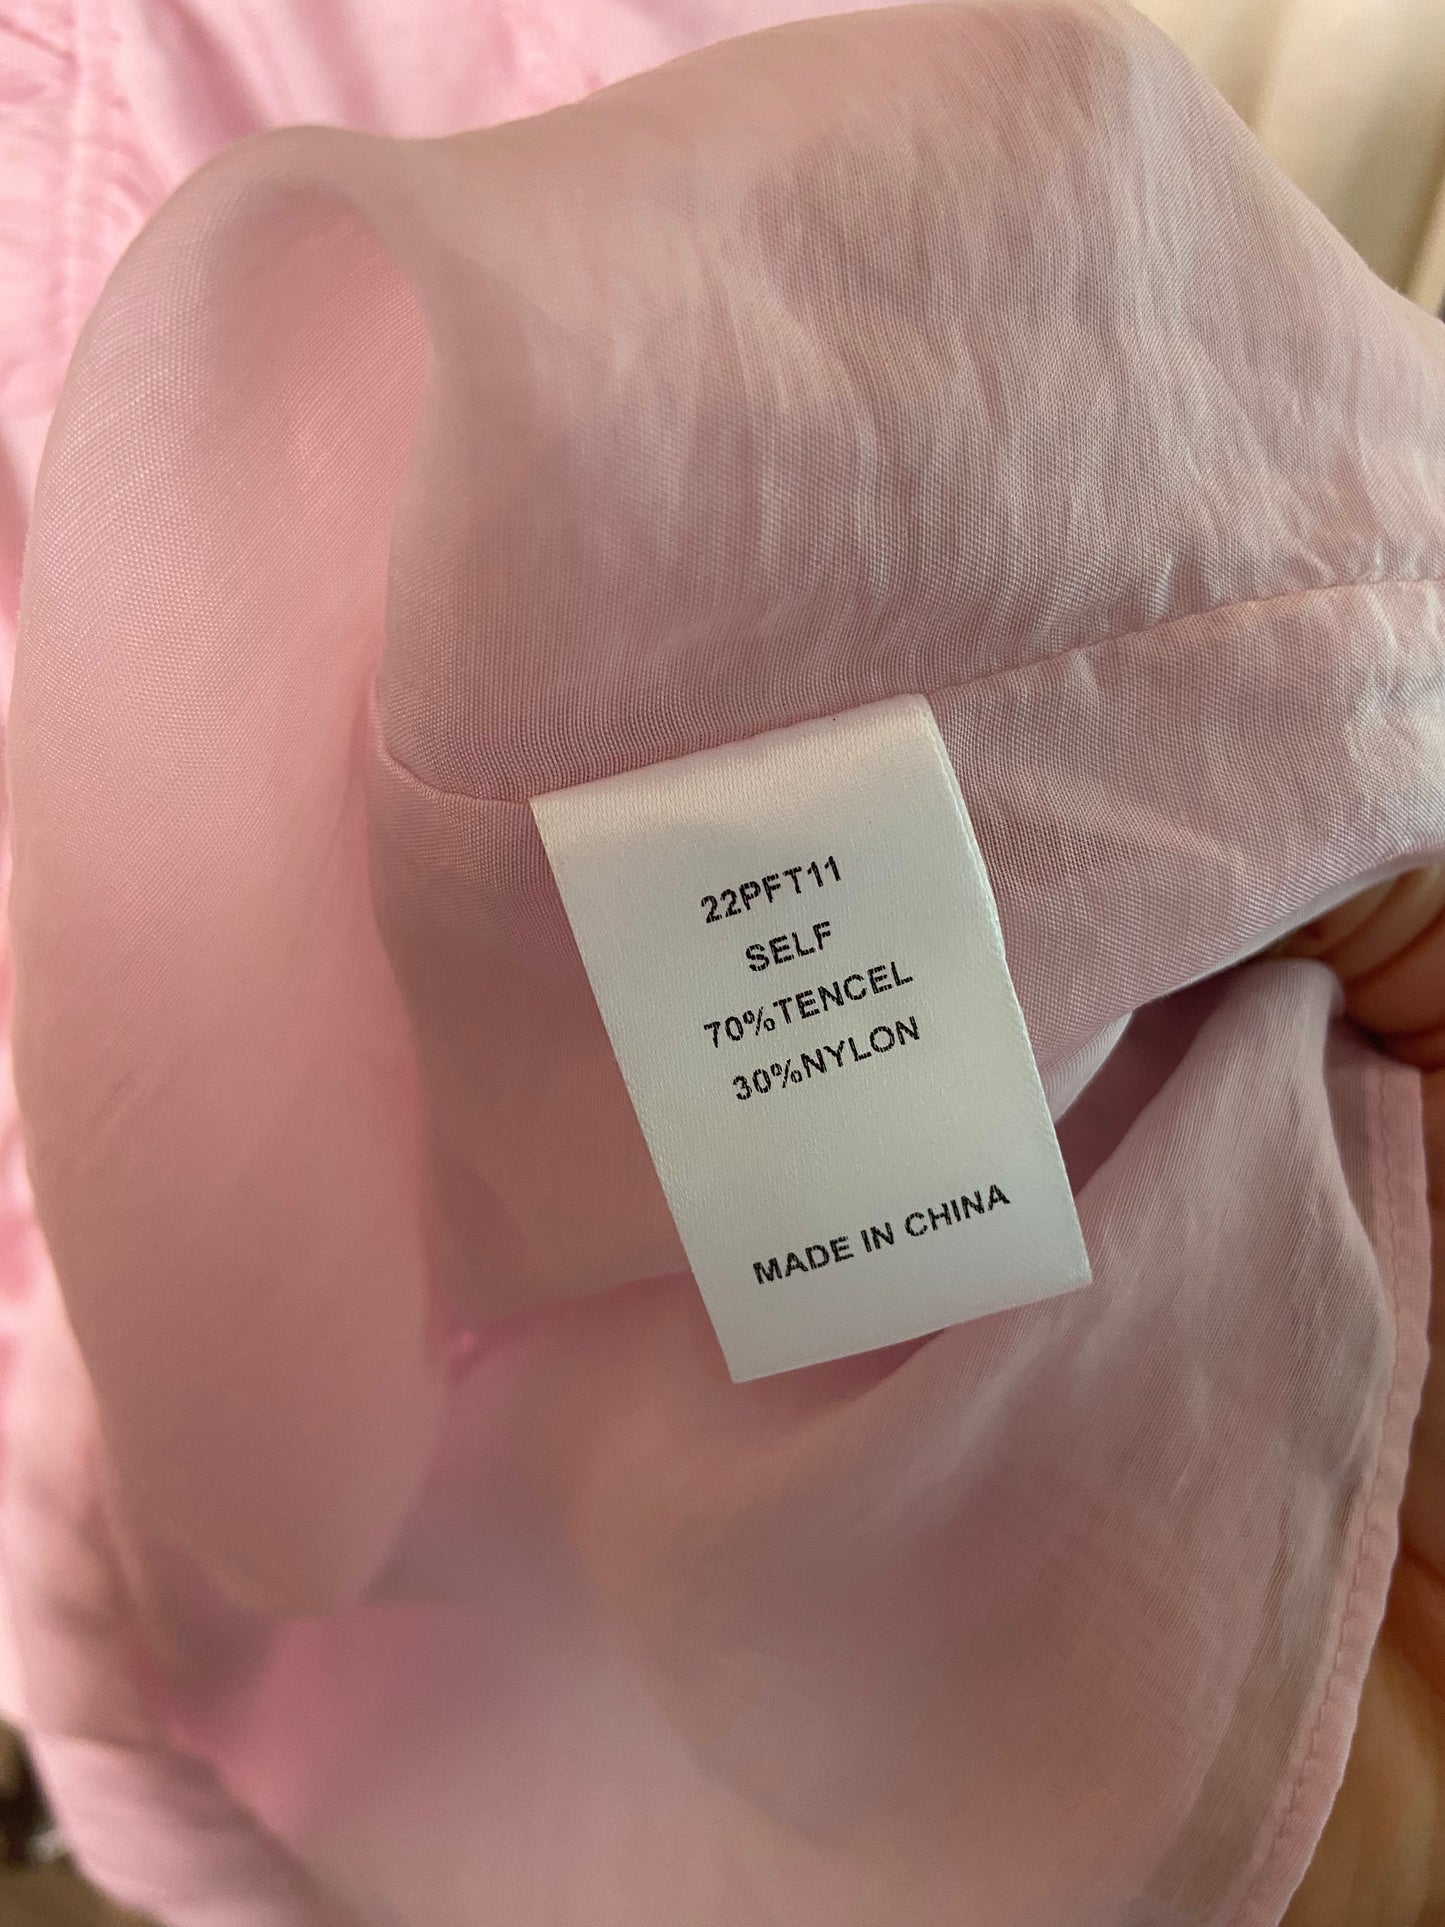 22PFT11
SELF
70%TENCEL
30%NYLON
MADE IN CHINA